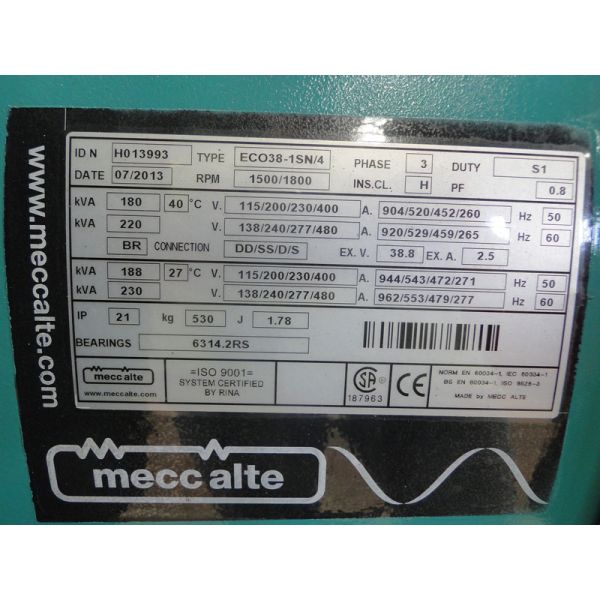 www.meccalte.com
ID N H013993 TYPE ECO38-1SN/4 PHASE 3 DUTY S1
DATE 07/2013 RPM 1500/1800 INS.CL. H PF 0.8
kVA 180 40 °C V. 115/200/230/400 A. 904/520/452/260 Hz 50
kVA 220 V. 138/240/277/480 A. 920/529/459/265 Hz 60
BR CONNECTION DD/SS/D/S EX. V. 38.8 EX. A. 2.5
kVA 188 27 °C V. 115/200/230/400 A. 944/543/472/271 Hz 50
kVA 230 V. 138/240/277/480 A. 962/553/479/277 Hz 60
IP 21 kg 530 J 1.78
BEARINGS 6314.2RS
mecc alte
www.meccalte.com
=ISO 9001=
SYSTEM CERTIFIED
BY RINA
SA
187963
CE
NORM EN 60034-1, IEC 60034-1
BS EN 60034-1, ISO 8528-3
MADE by MECC ALTE
mecc alte